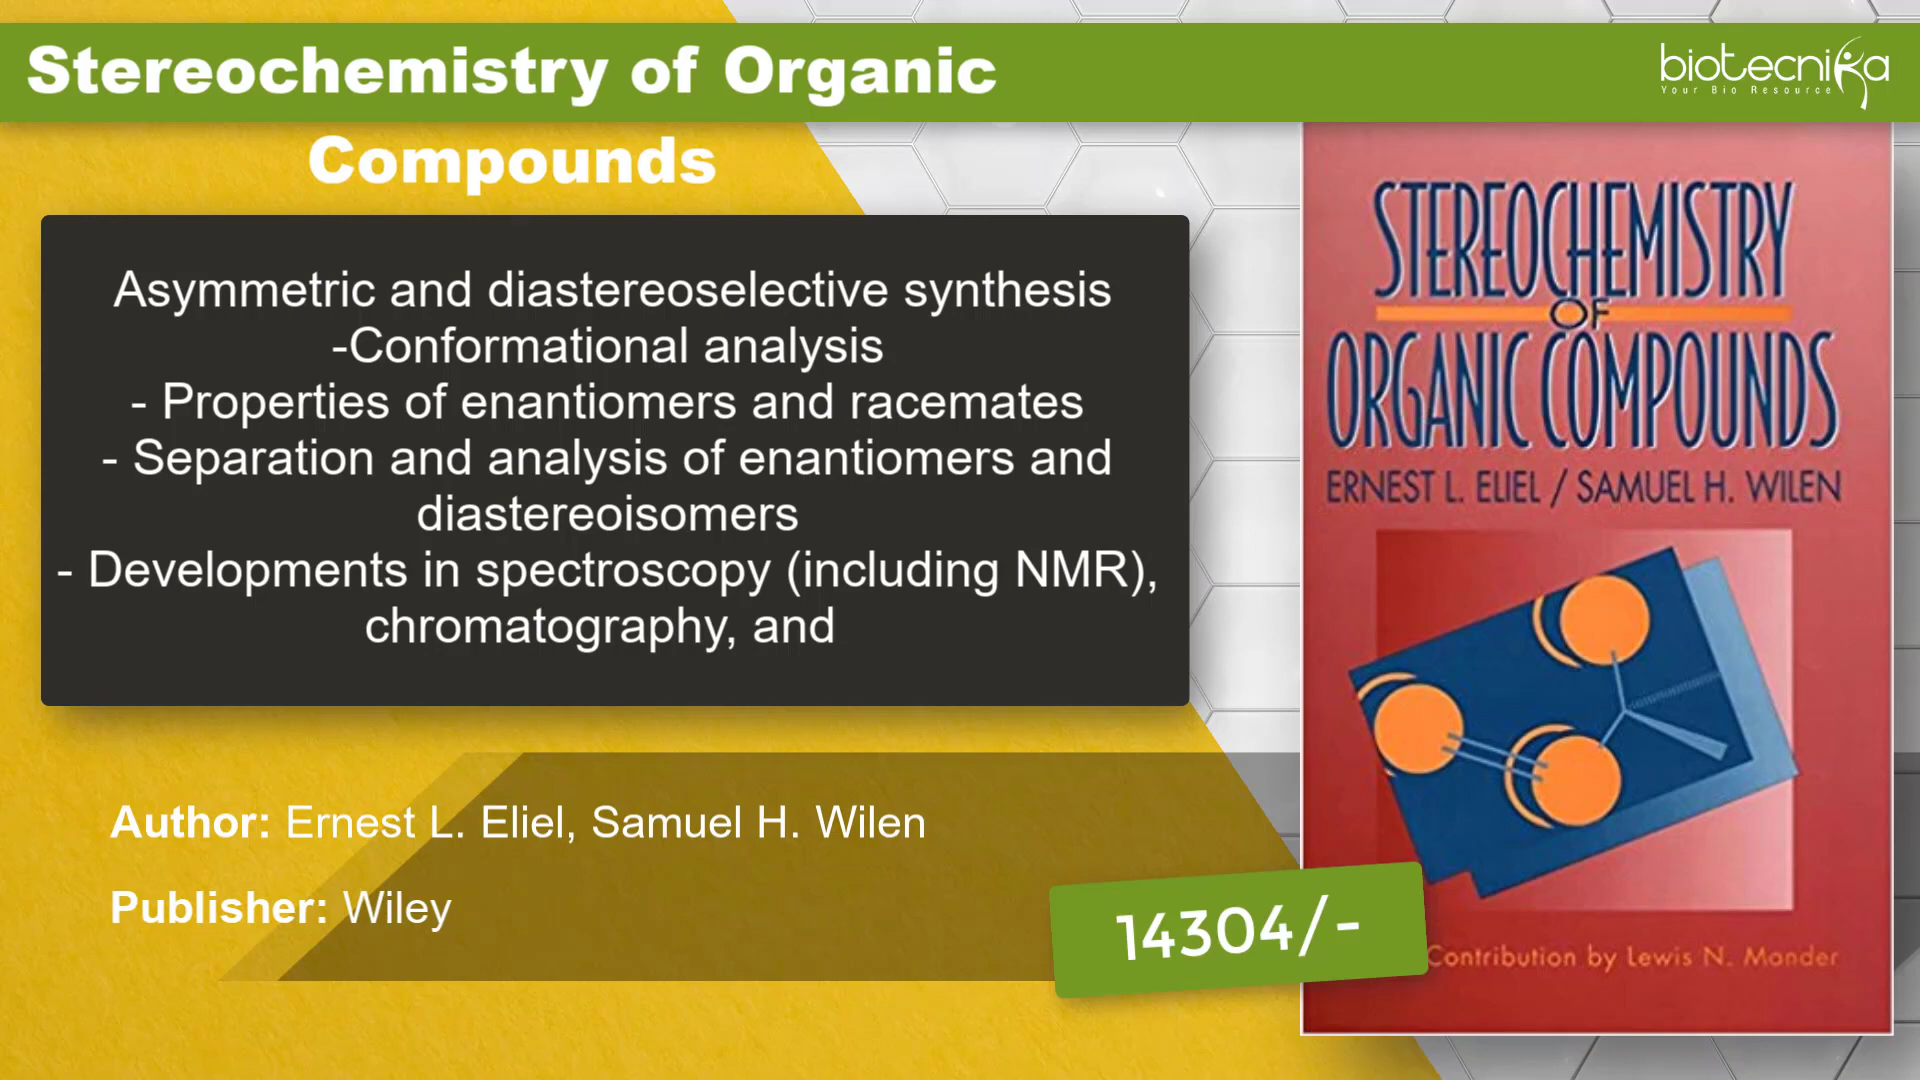 Stereochemistry of Organic
Compounds
biotecnika
Your Bio Resource
Asymmetric and diastereoselective synthesis
-Conformational analysis
- Properties of enantiomers and racemates
- Separation and analysis of enantiomers and
diastereoisomers
- Developments in spectroscopy (including NMR),
chromatography, and
Author: Ernest L. Eliel, Samuel H. Wilen
Publisher: Wiley
14304/-
STEREOCHEMISTRY
OF
ORGANIC COMPOUNDS
ERNEST L. ELIEL / SAMUEL H. WILEN
Contribution by Lewis N. Mander